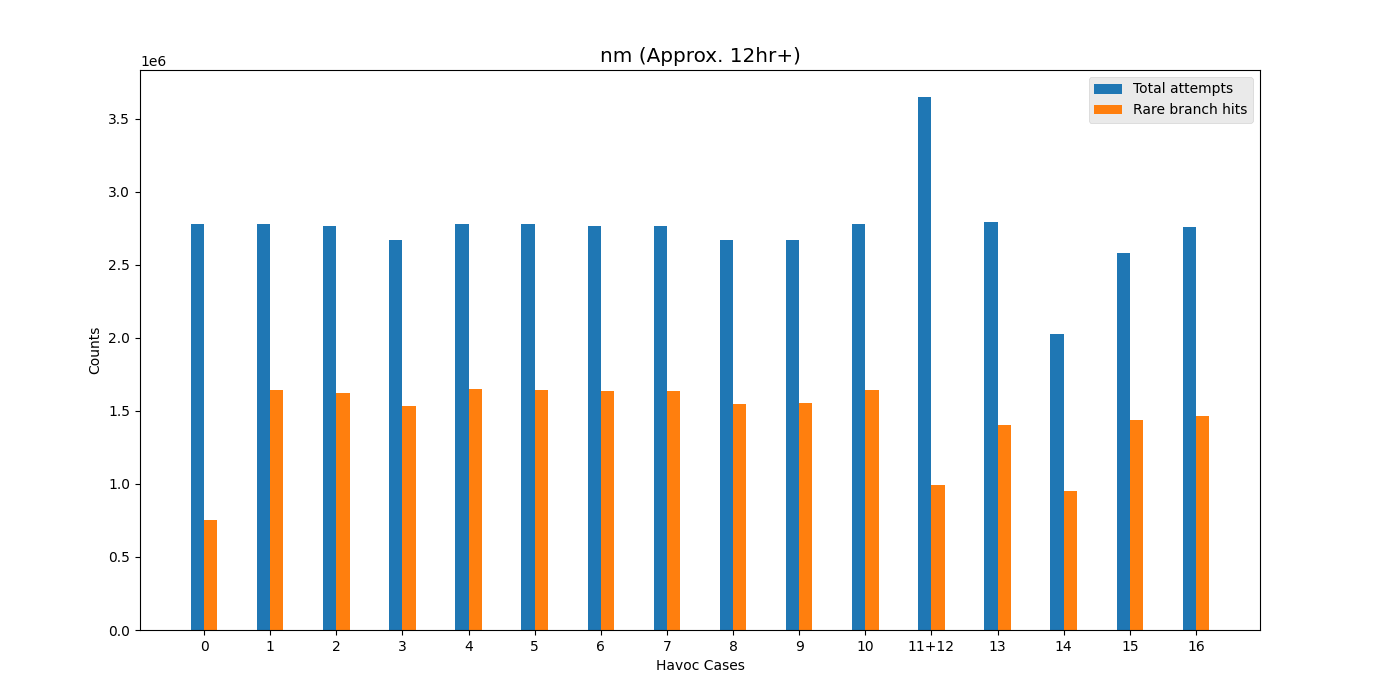 nm (Approx. 12hr+)
1e6
Total attempts
Rare branch hits
3.5
3.0
2.5
2.0
1.5
1.0
0.5
0.0
Counts
0 1 2 3 4 5 6 7 8 9 10 11+12 13 14 15 16
Havoc Cases